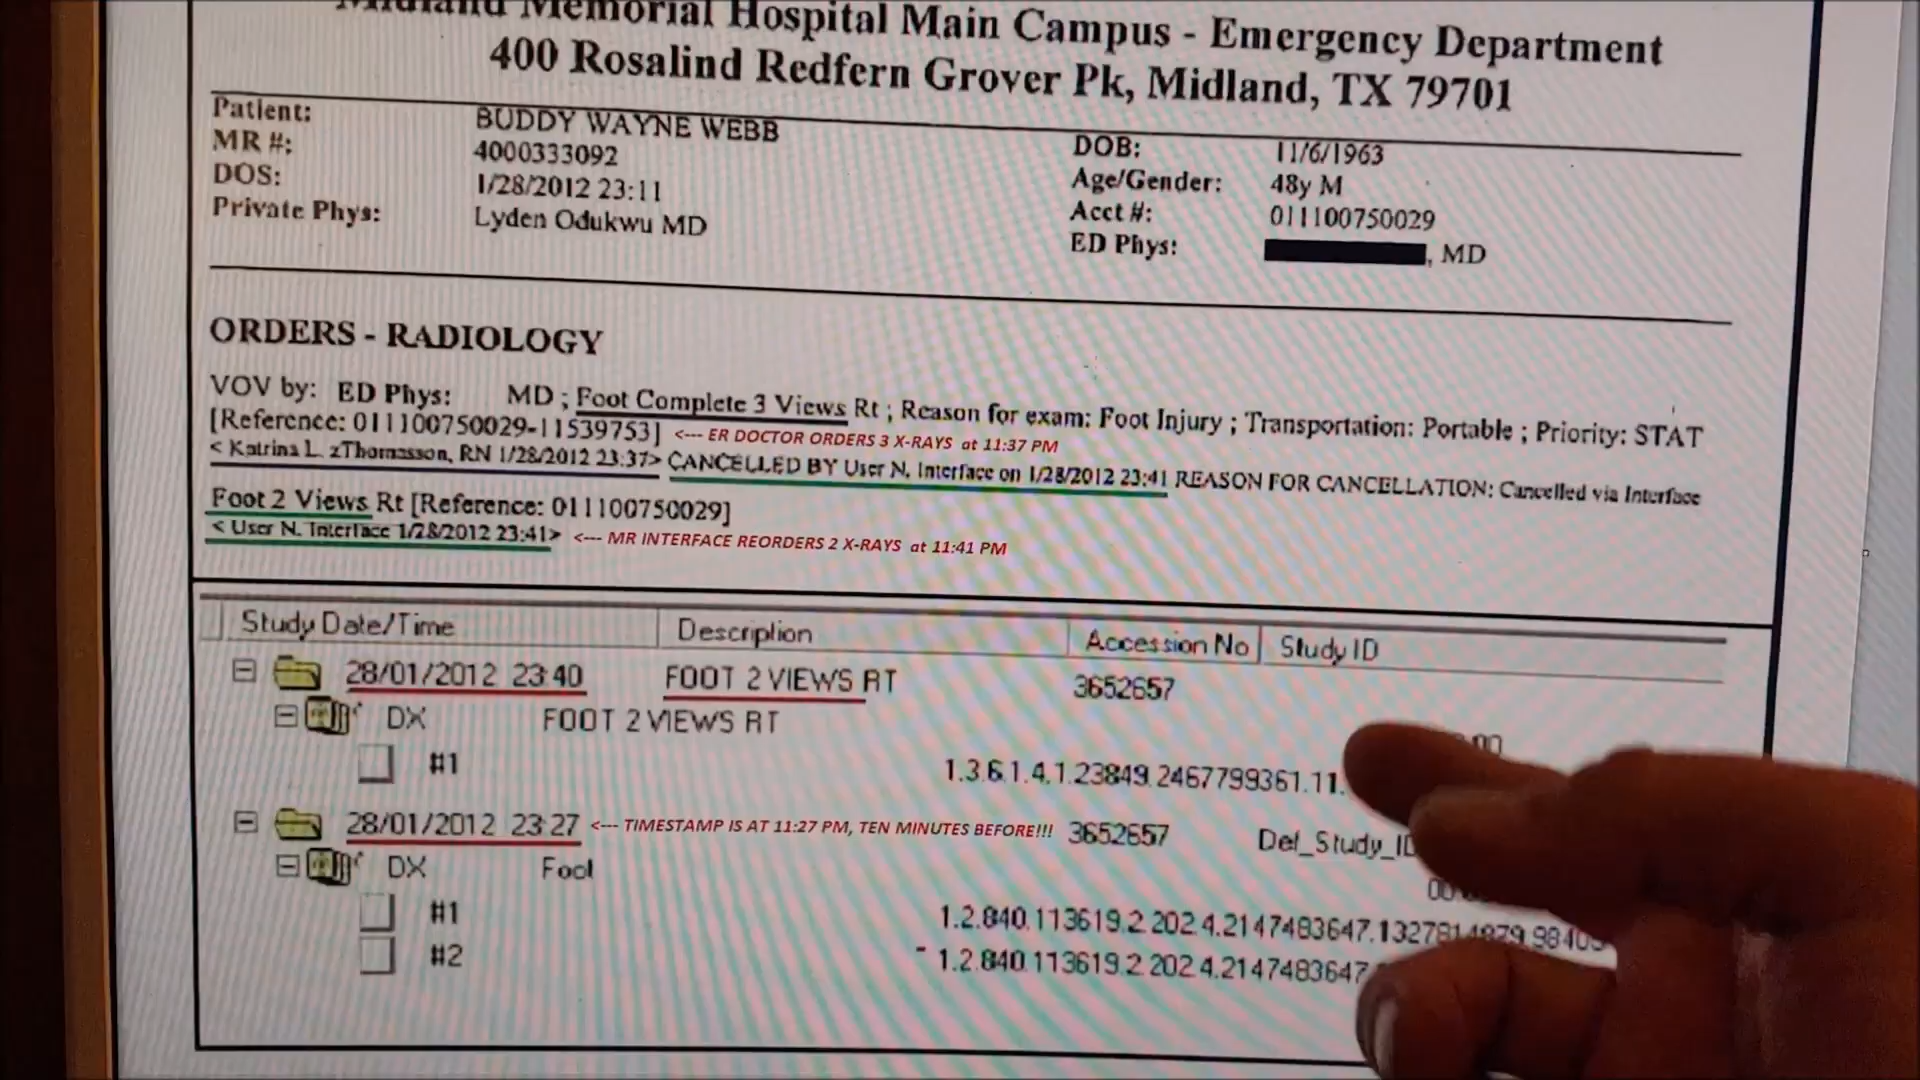 Midland Memorial Hospital Main Campus - Emergency Department
400 Rosalind Redfern Grover Pk, Midland, TX 79701
Patient: BUDDY WAYNE WEBB
MR #: 4000333092 DOB: 11/6/1963
DOS: 1/28/2012 23:11 Age/Gender: 48y M
Private Phys: Lyden Odukwu MD Acct #: 011100750029
ED Phys: , MD
ORDERS - RADIOLOGY
VOV by: ED Phys: MD ; Foot Complete 3 Views Rt ; Reason for exam: Foot Injury ; Transportation: Portable ; Priority: STAT
[Reference: 011100750029-11539753] <--- ER DOCTOR ORDERS 3 X-RAYS at 11:37 PM
< Katrina L. zThomasson, RN 1/28/2012 23:37> CANCELLED BY User N. Interface on 1/28/2012 23:41 REASON FOR CANCELLATION: Cancelled via Interface
Foot 2 Views Rt [Reference: 011100750029]
< User N. Interface 1/28/2012 23:41> <--- MR INTERFACE REORDERS 2 X-RAYS at 11:41 PM
Study Date/Time Description Accession No Study ID
28/01/2012 23:40 FOOT 2 VIEWS RT 3652657
DX FOOT 2 VIEWS RT
#1 1.3.6.1.4.1.23849.2467799361.11.
28/01/2012 23:27 <--- TIMESTAMP IS AT 11:27 PM, TEN MINUTES BEFORE!!! 3652657 Def_Study_ID
DX Foot
#1 1.2.840.113619.2.202.4.2147483647.1327814879.98405
#2 1.2.840.113619.2.202.4.2147483647